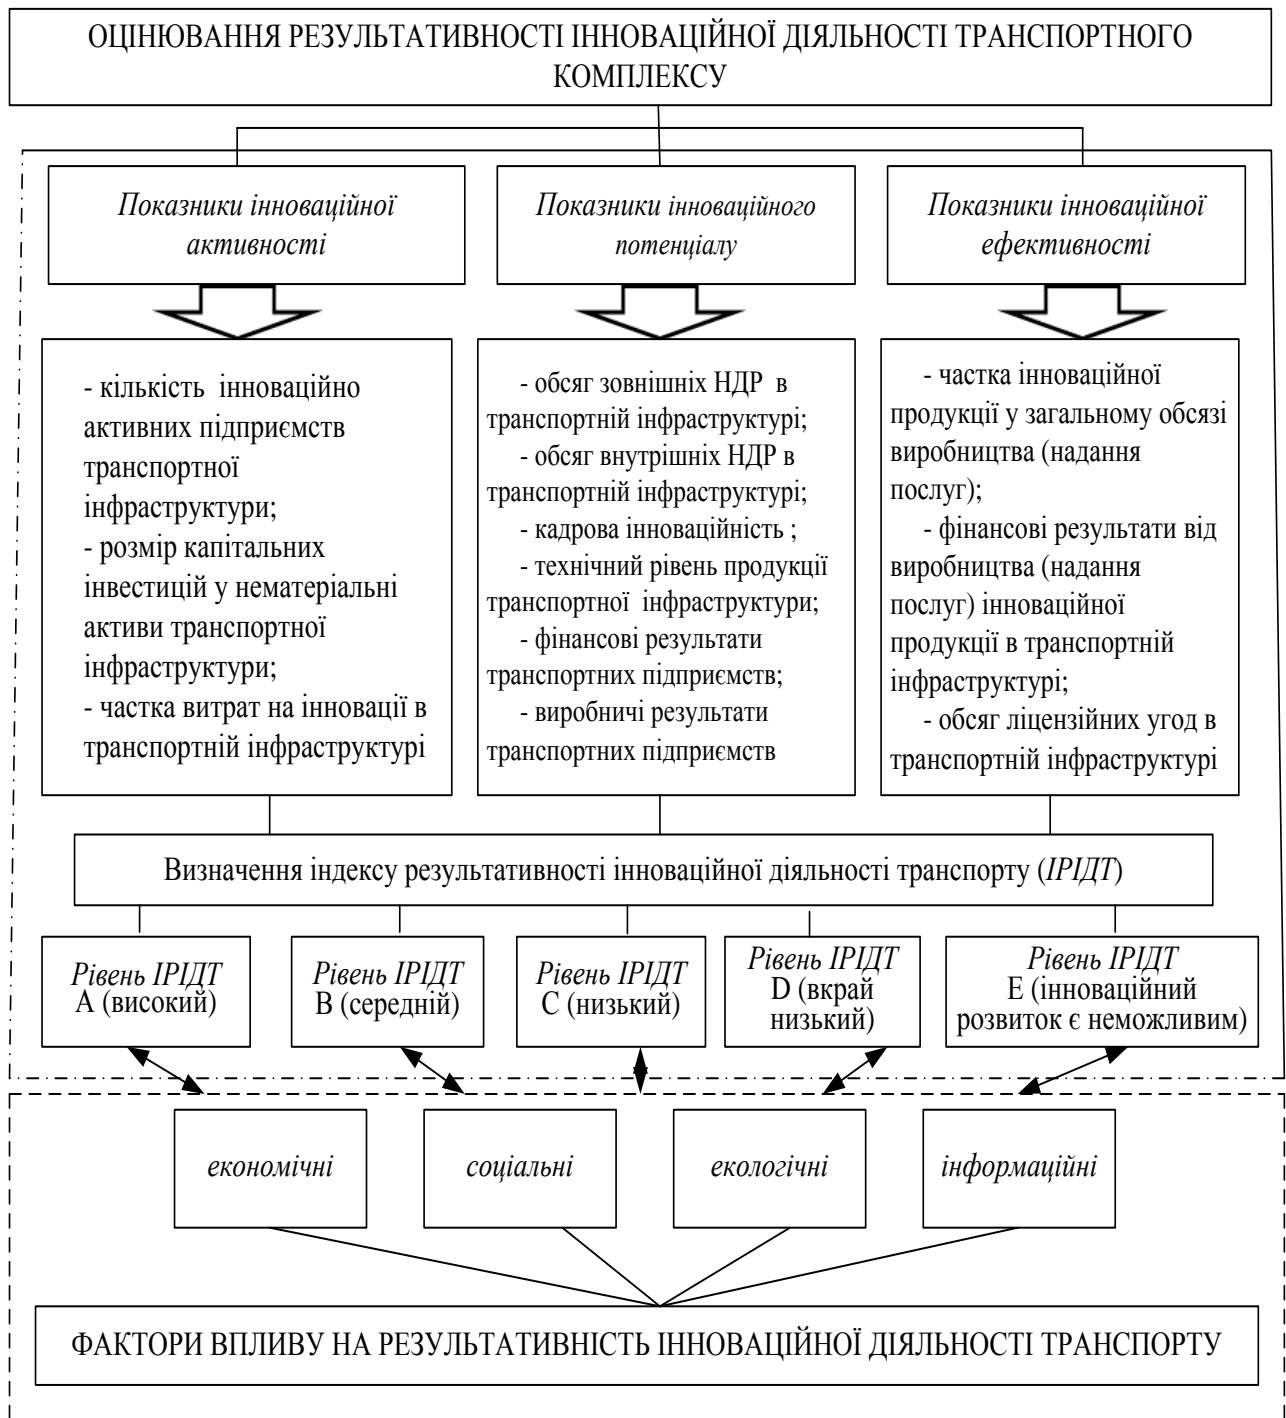 ОЦІНЮВАННЯ РЕЗУЛЬТАТИВНОСТІ ІННОВАЦІЙНОЇ ДІЯЛЬНОСТІ ТРАНСПОРТНОГО
КОМПЛЕКСУ
Показники інноваційної
активності
Показники інноваційного
потенціалу
Показники інноваційної
ефективності
- кількість інноваційно
активних підприємств
транспортної
інфраструктури;
- розмір капітальних
інвестицій у нематеріальні
активи транспортної
інфраструктури;
- частка витрат на інновації в
транспортній інфраструктурі
- обсяг зовнішніх НДР в
транспортній інфраструктурі;
- обсяг внутрішніх НДР в
транспортній інфраструктурі;
- кадрова інноваційність ;
- технічний рівень продукції
транспортної інфраструктури;
- фінансові результати
транспортних підприємств;
- виробничі результати
транспортних підприємств
- частка інноваційної
продукції у загальному обсязі
виробництва (надання
послуг);
- фінансові результати від
виробництва (надання
послуг) інноваційної
продукції в транспортній
інфраструктурі;
- обсяг ліцензійних угод в
транспортній інфраструктурі
Визначення індексу результативності інноваційної діяльності транспорту (ІРІДТ)
Рівень ІРІДТ
А (високий)
Рівень ІРІДТ
В (середній)
Рівень ІРІДТ
С (низький)
Рівень ІРІДТ
D (вкрай
низький)
Рівень ІРІДТ
Е (інноваційний
розвиток є неможливим)
економічні
соціальні
екологічні
інформаційні
ФАКТОРИ ВПЛИВУ НА РЕЗУЛЬТАТИВНІСТЬ ІННОВАЦІЙНОЇ ДІЯЛЬНОСТІ ТРАНСПОРТУ